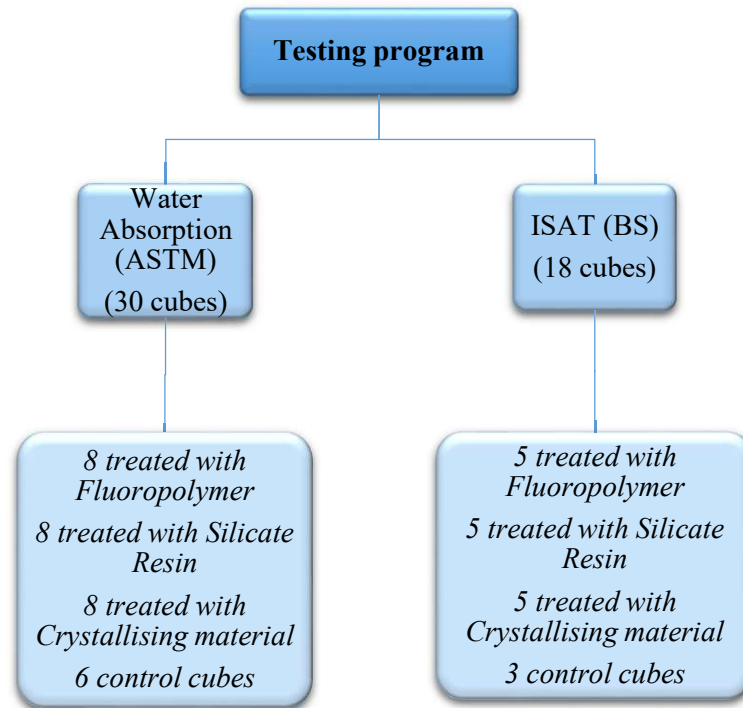 Testing program
Water
Absorption
(ASTM)
(30 cubes)
ISAT (BS)
(18 cubes)
8 treated with
Fluoropolymer
8 treated with Silicate
Resin
8 treated with
Crystallising material
6 control cubes
5 treated with
Fluoropolymer
5 treated with Silicate
Resin
5 treated with
Crystallising material
3 control cubes